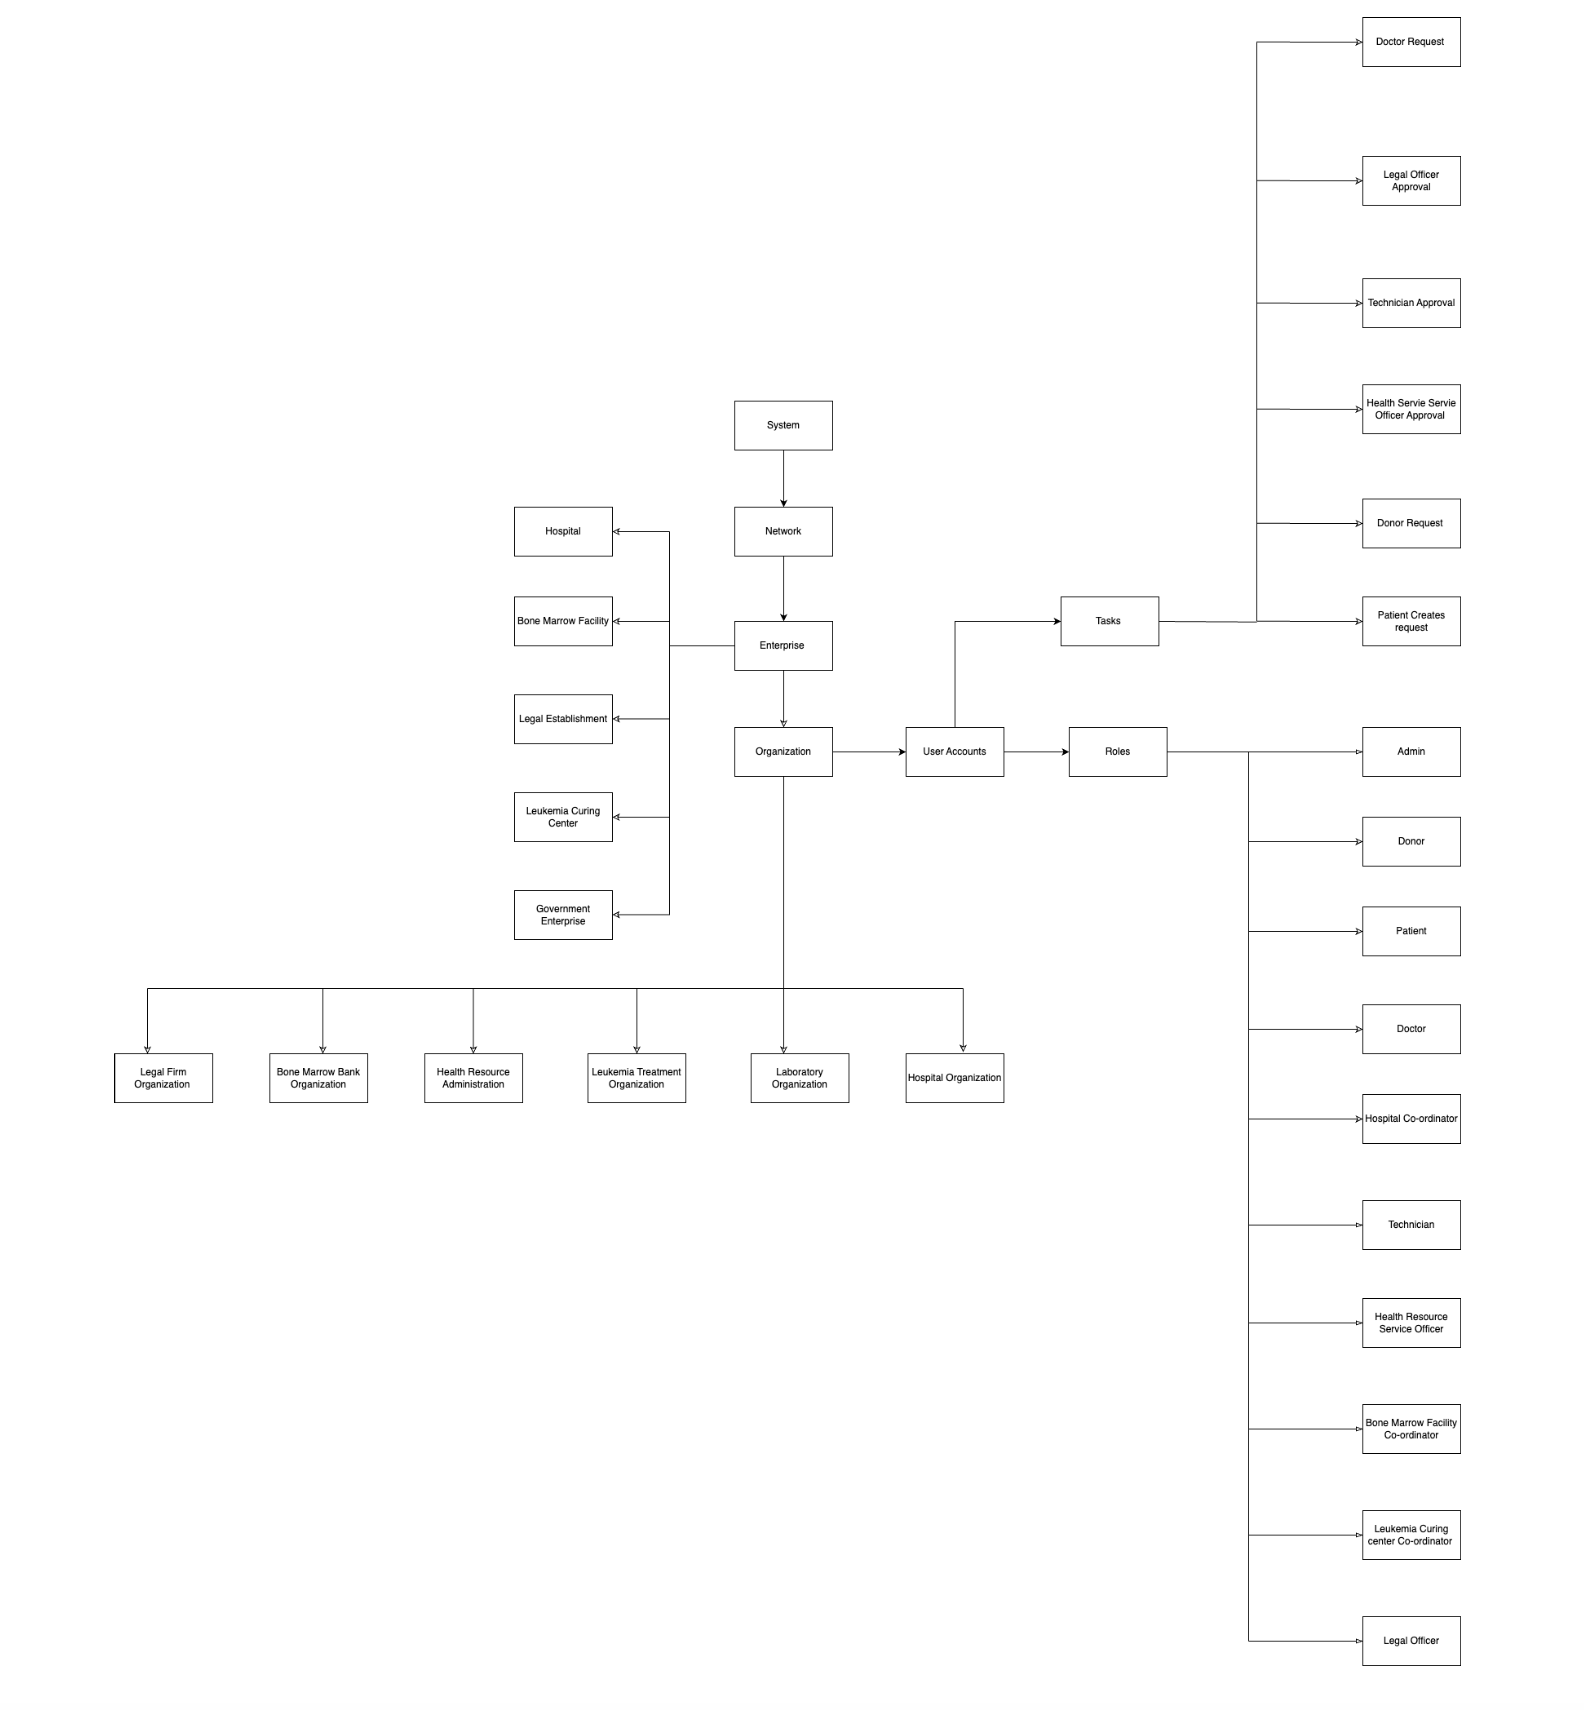 Doctor Request
Legal Officer
Approval
Technician Approval
Health Servie Servie
Officer Approval
System
Donor Request
Hospital
Network
Bone Marrow Facility
Tasks
Patient Creates
request
Enterprise
Legal Establishment
Organization
User Accounts
Roles
Admin
Leukemia Curing
Center
Donor
Government
Enterprise
Patient
Doctor
Legal Firm
Organization
Bone Marrow Bank
Organization
Health Resource
Administration
Leukemia Treatment
Organization
Laboratory
Organization
Hospital Organization
Hospital Co-ordinator
Technician
Health Resource
Service Officer
Bone Marrow Facility
Co-ordinator
Leukemia Curing
center Co-ordinator
Legal Officer